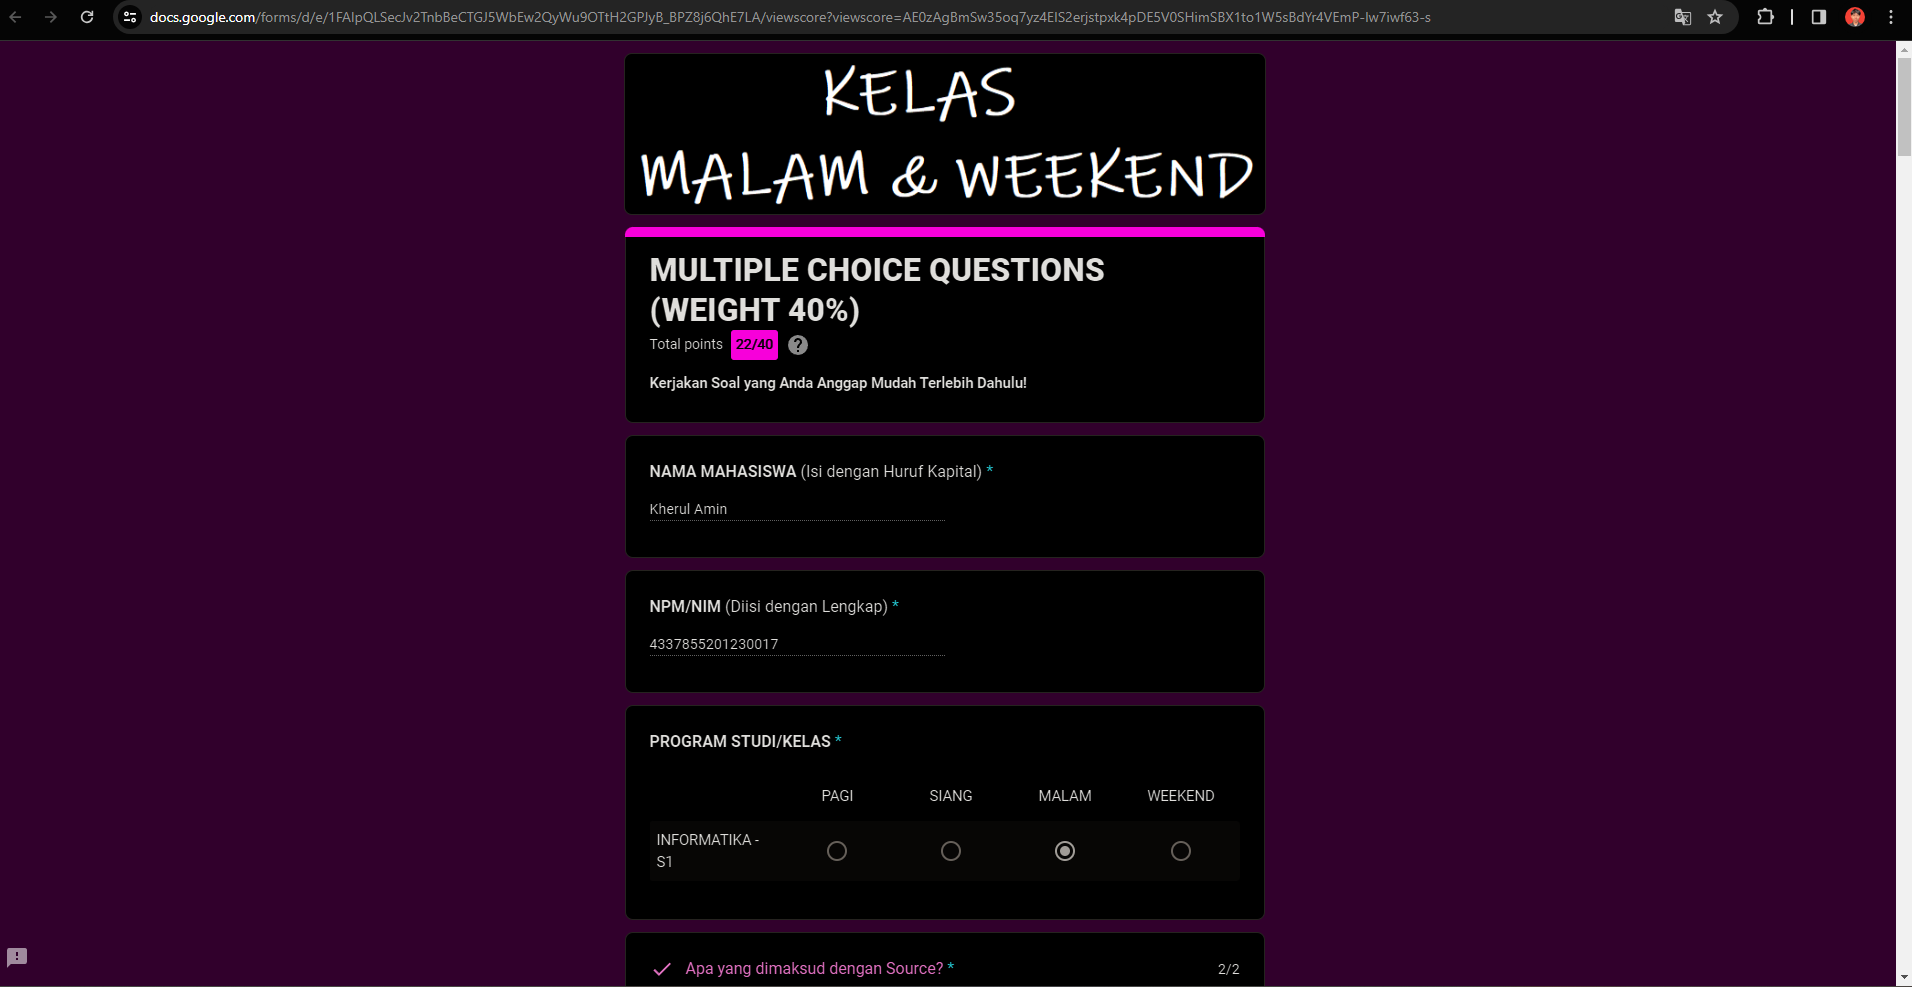 docs.google.com/forms/d/e/1FAIpQLSecJv2TnbBeCTGJ5WbEw2QyWu9OTtH2GPJyB_BPZ8j6QhE7LA/viewscore?viewscore=AE0zAgBmSw35oq7yz4EIS2erjstpxk4pDE5V0SHimSBX1to1W5sBdYr4VEmP-Iw7iwf63-s
KELAS
MALAM & WEEKEND
MULTIPLE CHOICE QUESTIONS
(WEIGHT 40%)
Total points 22/40
Kerjakan Soal yang Anda Anggap Mudah Terlebih Dahulu!
NAMA MAHASISWA (Isi dengan Huruf Kapital) *
Kherul Amin
NPM/NIM (Diisi dengan Lengkap) *
4337855201230017
PROGRAM STUDI/KELAS *
PAGI SIANG MALAM WEEKEND
INFORMATIKA -
S1
Apa yang dimaksud dengan Source? * 2/2